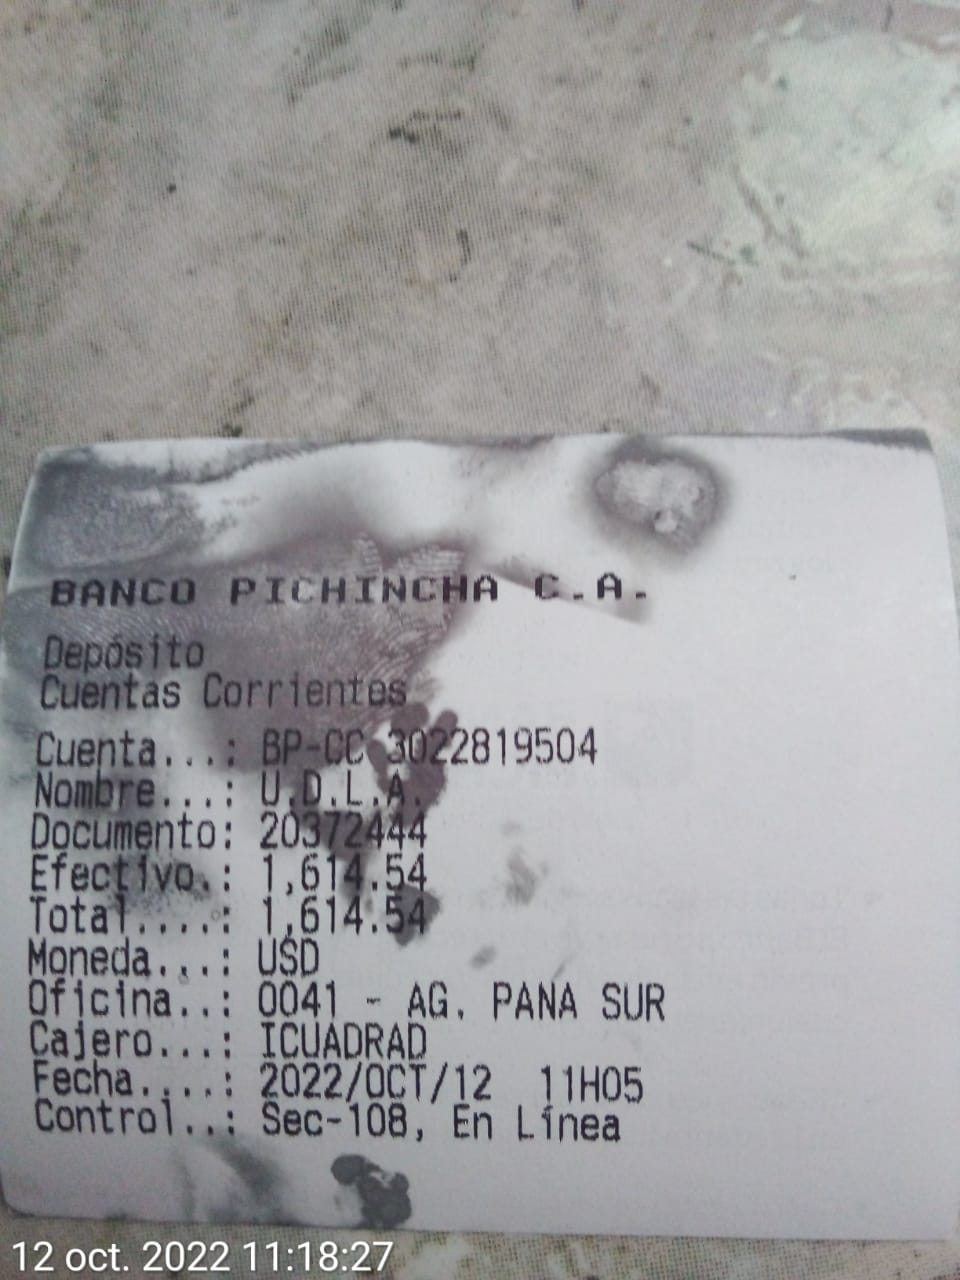 BANCO PICHINCHA C.A.
Depósito
Cuentas Corrientes
Cuenta...: BP-CC 3022819504
Nombre...: U.D.L.A.
Documento: 20372444
Efectivo.: 1,614.54
Total....: 1,614.54
Moneda...: USD
Oficina..: 0041 - AG. PANA SUR
Cajero...: ICUADRAD
Fecha....: 2022/OCT/12 11H05
Control..: Sec-108, En Línea
12 oct. 2022 11:18:27